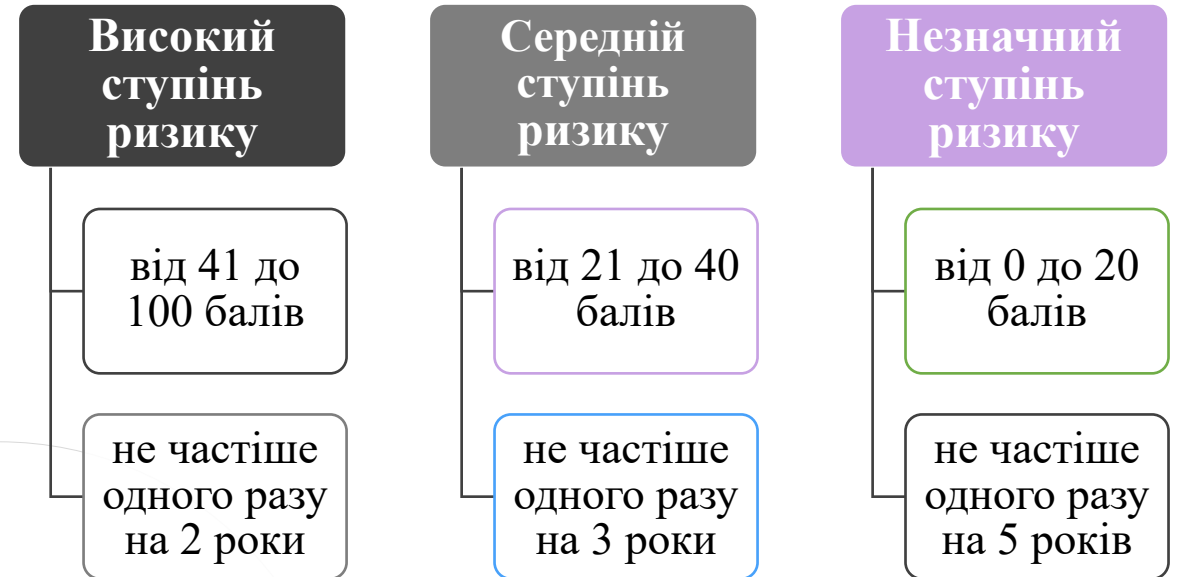 Високий
ступінь
ризику
від 41 до
100 балів
не частіше
одного разу
на 2 роки
Середній
ступінь
ризику
від 21 до 40
балів
не частіше
одного разу
на 3 роки
Незначний
ступінь
ризику
від 0 до 20
балів
не частіше
одного разу
на 5 років